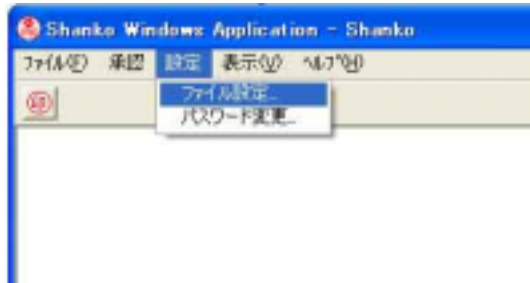 Shanko Windows Application - Shanko
ファイル(F) 承認 設定 表示(V) ヘルプ(H)
印
ファイル設定...
パスワード変更...